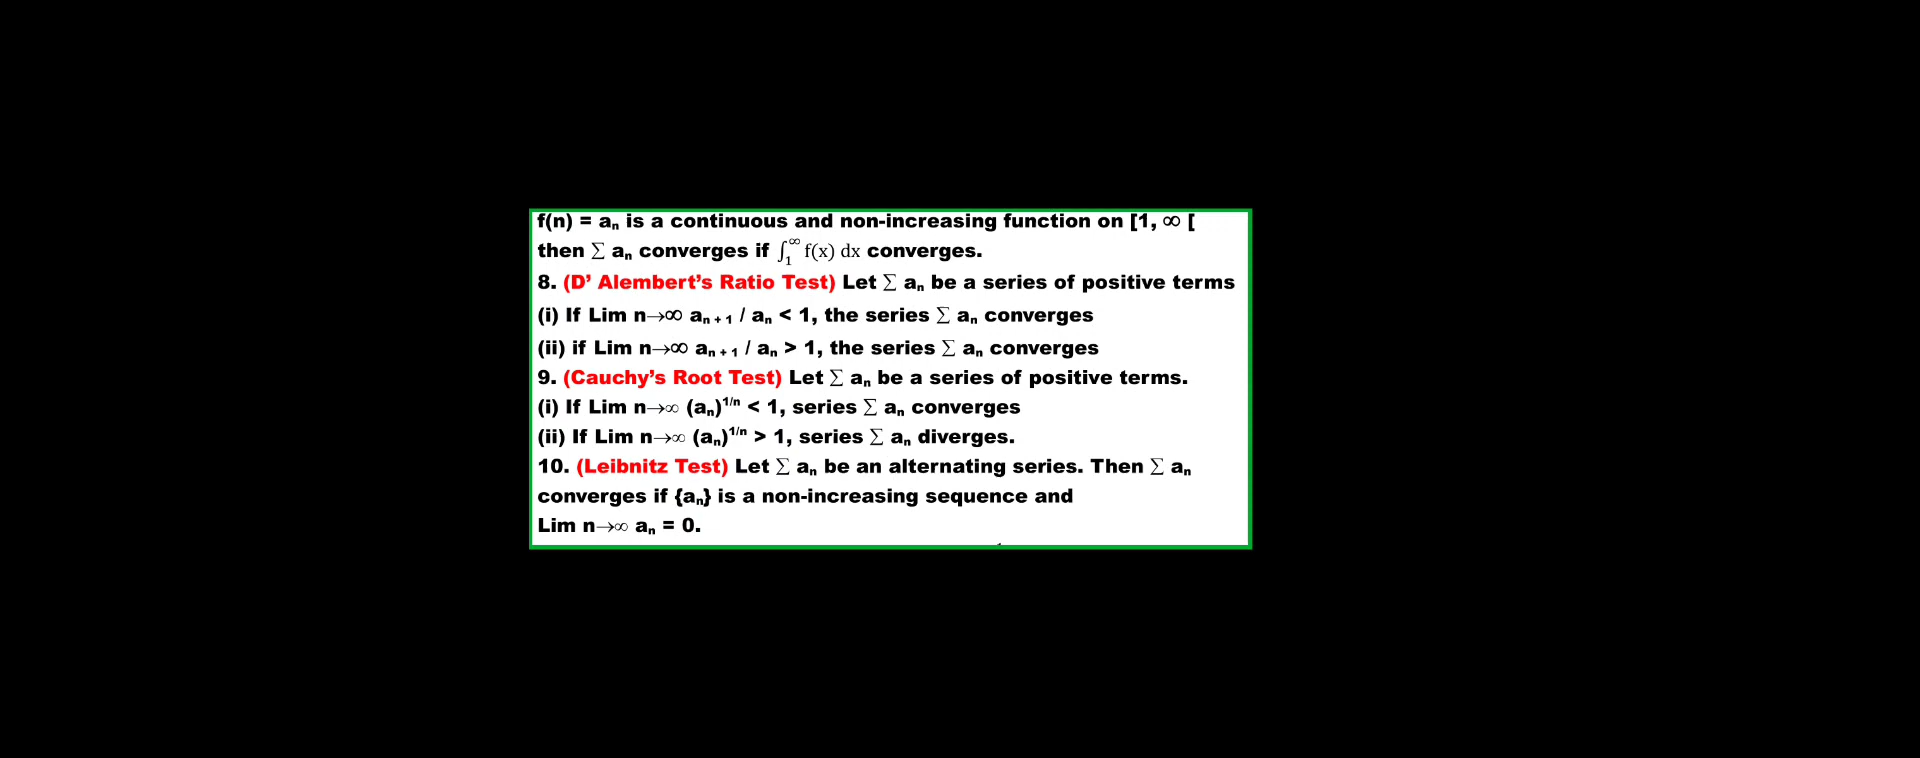 f(n) = aₙ is a continuous and non-increasing function on [1, ∞ [
then ∑ aₙ converges if ∫₁^∞ f(x) dx converges.
8. (D’ Alembert’s Ratio Test) Let ∑ aₙ be a series of positive terms
(i) If Lim n→∞ aₙ₊₁ / aₙ < 1, the series ∑ aₙ converges
(ii) if Lim n→∞ aₙ₊₁ / aₙ > 1, the series ∑ aₙ converges
9. (Cauchy’s Root Test) Let ∑ aₙ be a series of positive terms.
(i) If Lim n→∞ (aₙ)¹/ⁿ < 1, series ∑ aₙ converges
(ii) If Lim n→∞ (aₙ)¹/ⁿ > 1, series ∑ aₙ diverges.
10. (Leibnitz Test) Let ∑ aₙ be an alternating series. Then ∑ aₙ
converges if {aₙ} is a non-increasing sequence and
Lim n→∞ aₙ = 0.